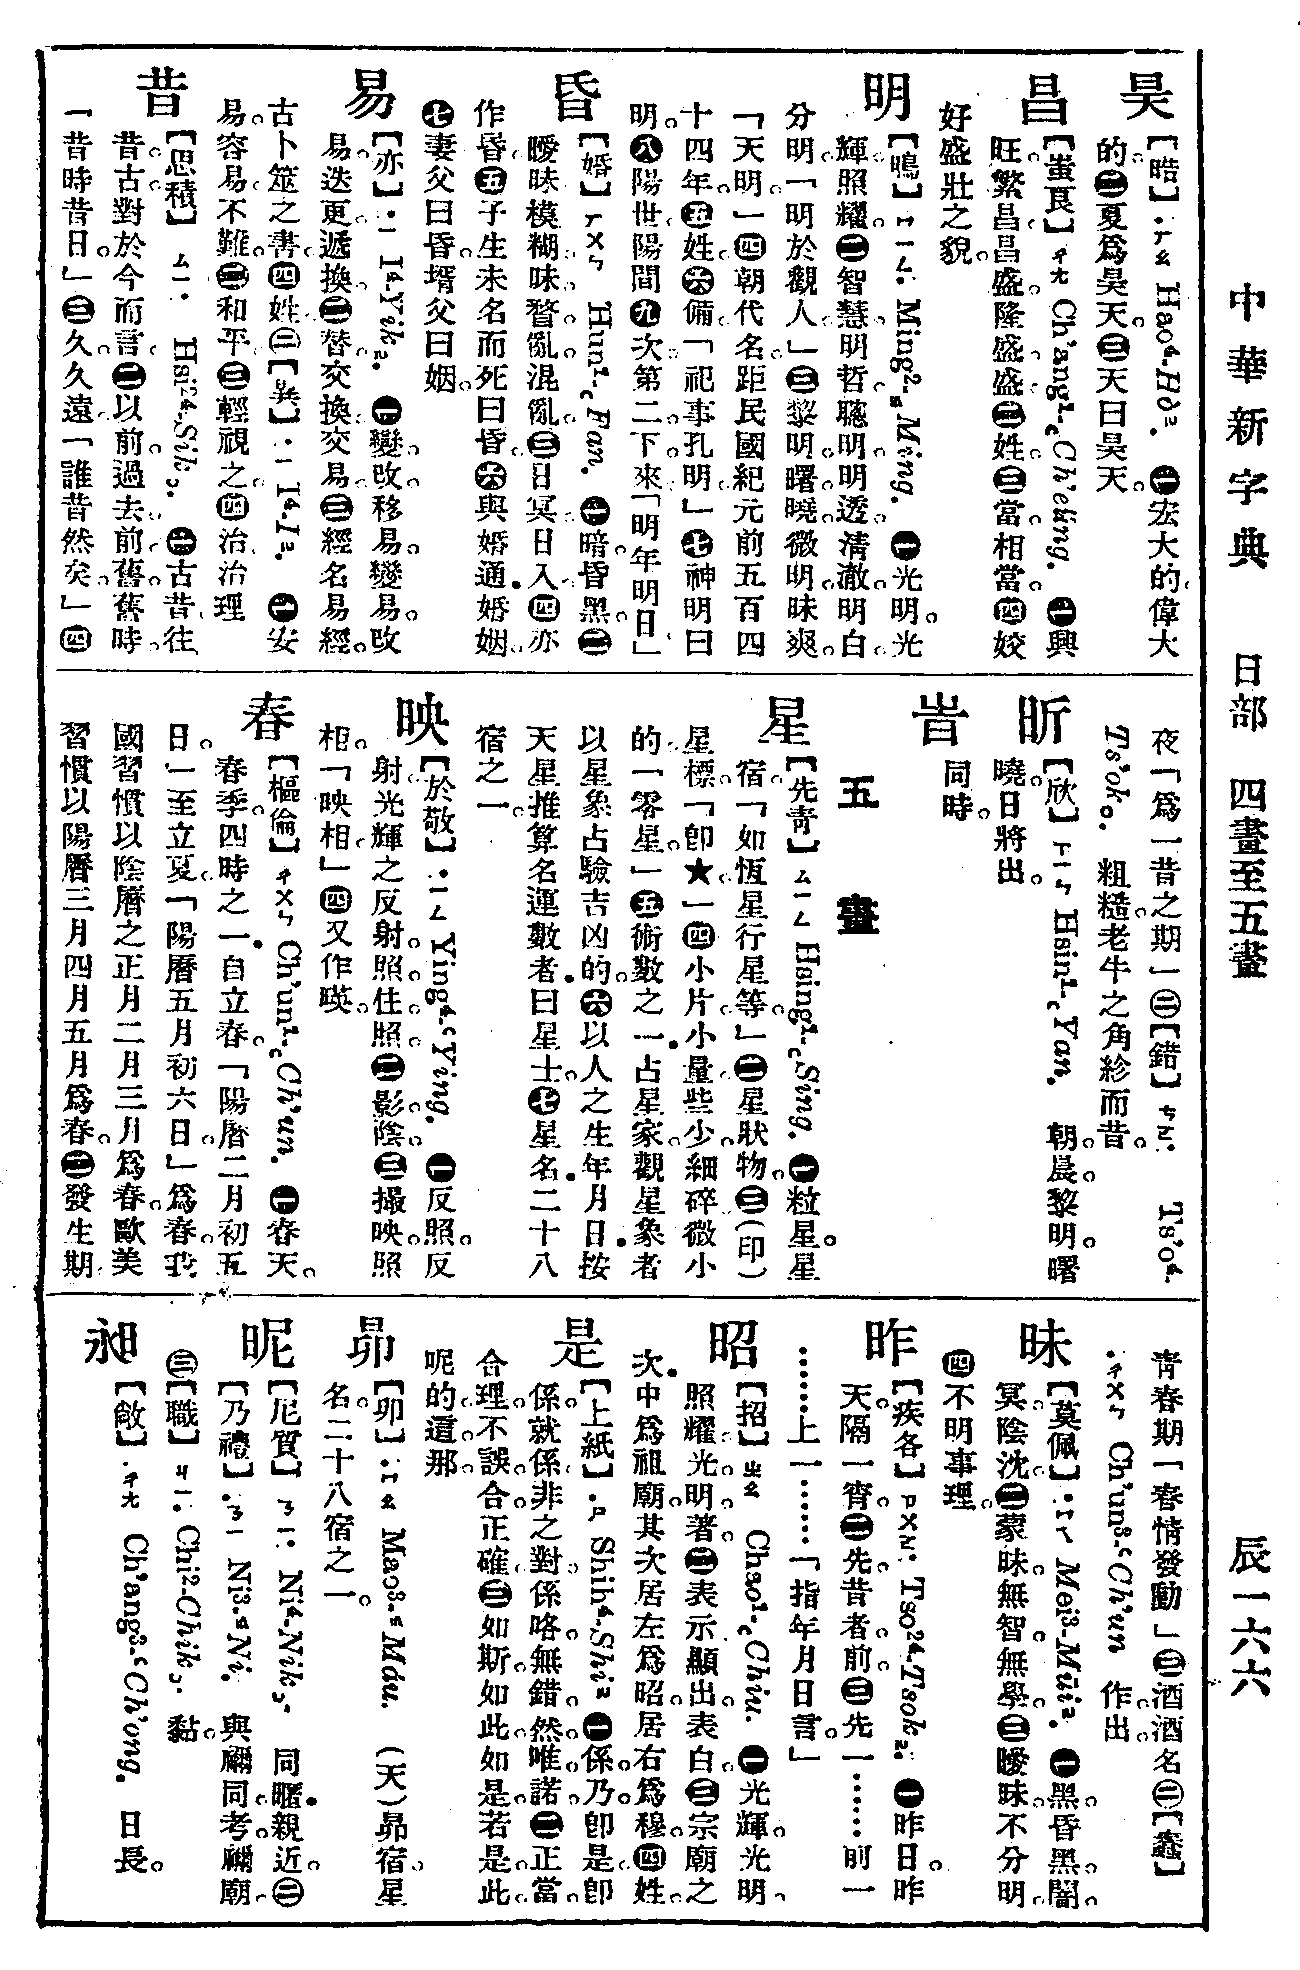 中華新字典　日部　四畫至五畫　辰一六六
昊【晧】·ㄏㄠ Hao⁴-Hò². ㊀宏大的偉大
的㊁夏爲昊天㊂天曰昊天。
昌【蚩良】ㄔㄤ Ch'ang¹-Ch'eúng. ㊀興
旺繁昌昌盛隆盛盛㊁姓㊂當相當㊃姣
好盛壯之貌。
明【鳴】ㄇㄧㄥ Ming²-Ming. ㊀光明。光
輝照耀㊁智慧明哲聰明明透淸澈明白
分明「明於觀人」㊂黎明曙曉微明昧爽。
「天明」㊃朝代名距民國紀元前五百四
十四年。㊄姓㊅備「祀事孔明」㊆神明曰
明。㊇陽世陽間㊈次第二下來「明年明日」
昏【婚】ㄏㄨㄣ Hun¹-Fan. ㊀暗昏黑㊁
曖昧模糊味瞀亂混亂㊂日冥日入㊃亦
作昏㊄子生未名而死曰昏㊅與婚通婚姻。
㊆妻父曰昏。壻父曰姻。
易【亦】·ㄧ I⁴-Yik². ㊀變改移易。變易。改
易。迭更遞換㊁替交換交易㊂經名易經
古卜筮之書㊃姓㊁【異】·ㄧ I⁴-I². ㊀安
易。容易。不難㊁和平㊂輕視之㊃治治理
昔【思積】ㄙㄧ. Hsi²⁴-Sik. ㊀古昔往
昔古對於今而言㊁以前過去前舊舊時
「昔時昔日」㊂久久遠「誰昔然矣」㊃
夜「爲一昔之期」㊁【錯】ㄘㄨㄛ. Ts'o⁴-
Ts'ok. 粗糙。老牛之角紾而昔。
昕【欣】ㄒㄧㄣ Hsin¹-Yan. 朝晨黎明。曙
曉。日將出。
旹 同時。
五畫
星【先靑】ㄙㄧㄥ Hsing¹-Sing. ㊀粒星。星
宿「如恆星行星等」㊁星狀物㊂(印)
星標「卽★」㊃小片小量些少細碎微小
的「零星」㊄術數之一占星家觀星象者
以星象占驗吉凶的㊅以人之生年月日按
天星推算名運數者曰星士㊆星名二十八
宿之一。
映【於敬】·ㄧㄥ Ying⁴-Ying. ㊀反照。反
射光輝之反射照住照㊁影陰㊂撮映照
相「映相」㊃又作暎
春【樞倫】ㄔㄨㄣ Ch'un¹-Ch'un. ㊀春天。
春季四時之一自立春「陽曆二月初五
日」至立夏「陽曆五月初六日」爲春。我
國習慣以陰曆之正月二月三月爲春歐美
習慣以陽曆三月四月五月爲春㊁發生期
靑春期「春情發動」㊂酒酒名㊁【蠢】
·ㄔㄨㄣ Ch'un³-Ch'un 作出。
昧【莫佩】·ㄇㄟ Mei³-Mūi². ㊀黑昏黑闇
冥陰沈㊁蒙昧無智無學㊂曖昧不分明
㊃不明事理。
昨【疾各】ㄗㄨㄛ· Tso²⁴-Tsok². ㊀昨日。昨
天隔一宵㊁先昔者前㊂先一……前一
……上一……「指年月日言」
昭【招】ㄓㄠ Chao¹-Chiu. ㊀光輝。光明
照耀光明著㊁表示顯出表白㊂宗廟之
次中爲祖廟其次居左爲昭居右爲穆㊃姓
是【上紙】·ㄕ Shih⁴-Shi² ㊀係乃卽是。卽
係。就係非之對係咯無錯。然唯諾㊁正當
合理不誤合正確㊂如斯如此如是若是此
呢的這那
昴【卯】·ㄇㄠ Mao³-Máu. (天)昴宿星
名二十八宿之一。
昵【尼質】ㄋㄧ· Ni⁴-Nik. 同暱親近㊁
【乃禮】·ㄋㄧ Ni³-Ni. 與禰同考禰廟
㊂【職】ㄐㄧ· Chi²-Chik. 黏
昶【敞】·ㄔㄤ Ch'ang³-Ch'ong. 日長。